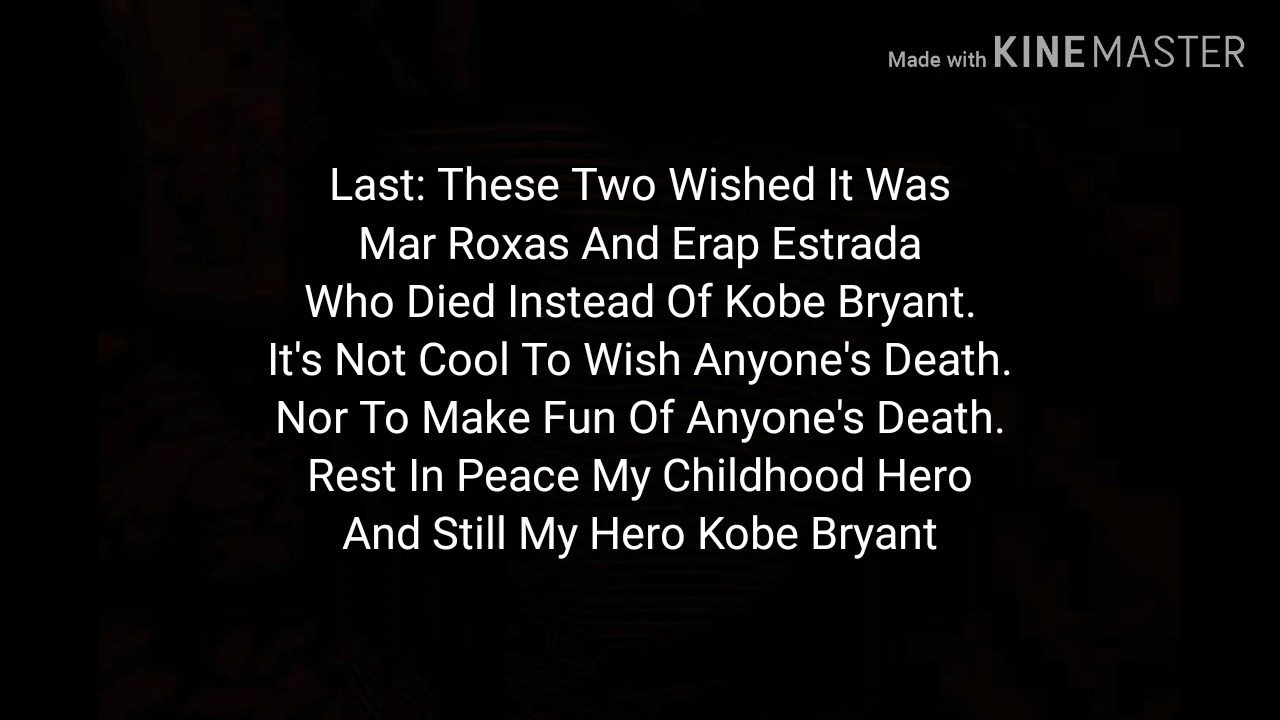 Made with KINEMASTER
Last: These Two Wished It Was
Mar Roxas And Erap Estrada
Who Died Instead Of Kobe Bryant.
It's Not Cool To Wish Anyone's Death.
Nor To Make Fun Of Anyone's Death.
Rest In Peace My Childhood Hero
And Still My Hero Kobe Bryant